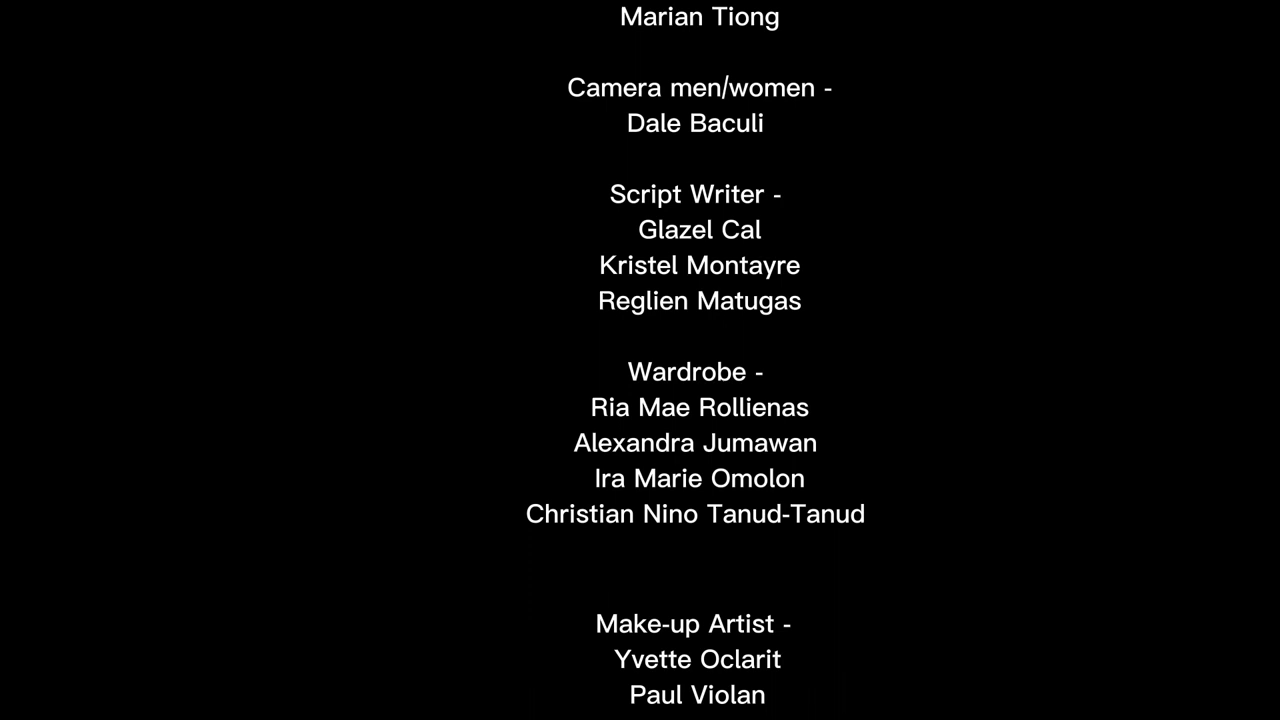 Marian Tiong
Camera men/women -
Dale Baculi
Script Writer -
Glazel Cal
Kristel Montayre
Reglien Matugas
Wardrobe -
Ria Mae Rollienas
Alexandra Jumawan
Ira Marie Omolon
Christian Nino Tanud-Tanud
Make-up Artist -
Yvette Oclarit
Paul Violan